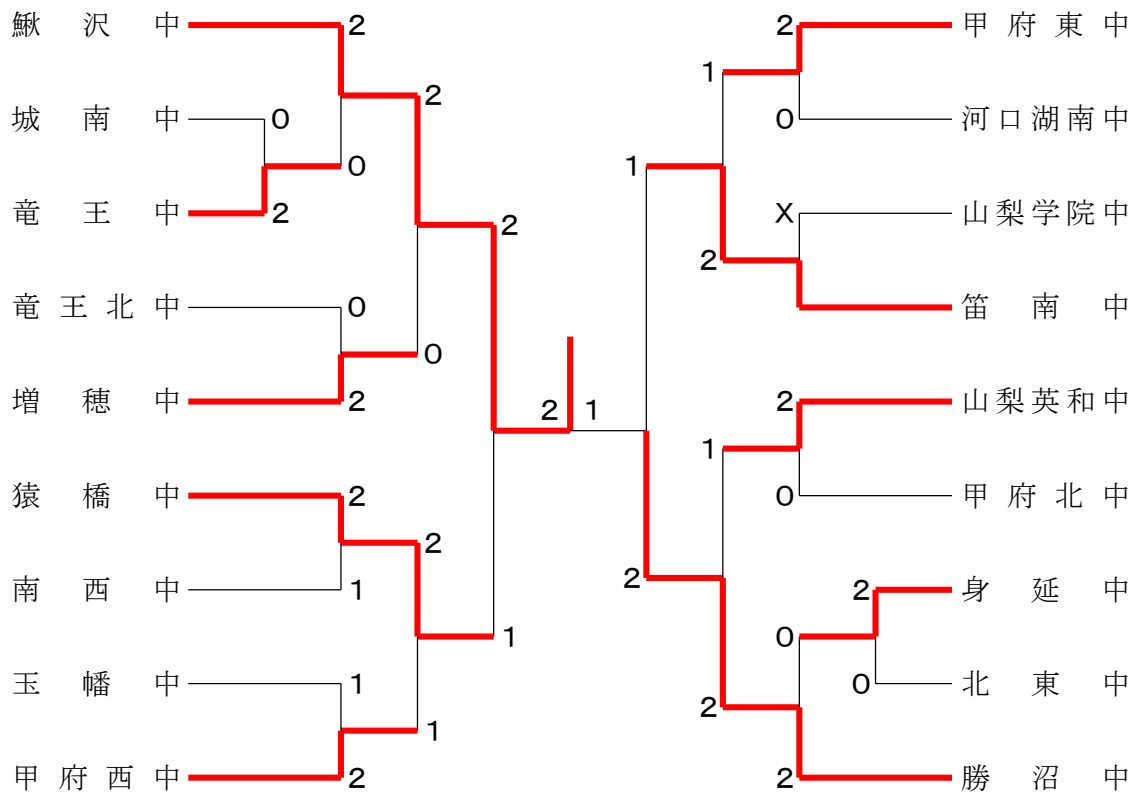 鰍沢中 2 2 甲府東中
2 1
城南中 0 0 河口湖南中
0 1
竜王中 2 X 山梨学院中
2 2
竜王北中 0 笛南中
0
増穂中 2 2 1 2 山梨英和中
1
猿橋中 2 0 甲府北中
2 2
南西中 1 2 身延中
1 0
玉幡中 1 0 北東中
1 2
甲府西中 2 2 勝沼中